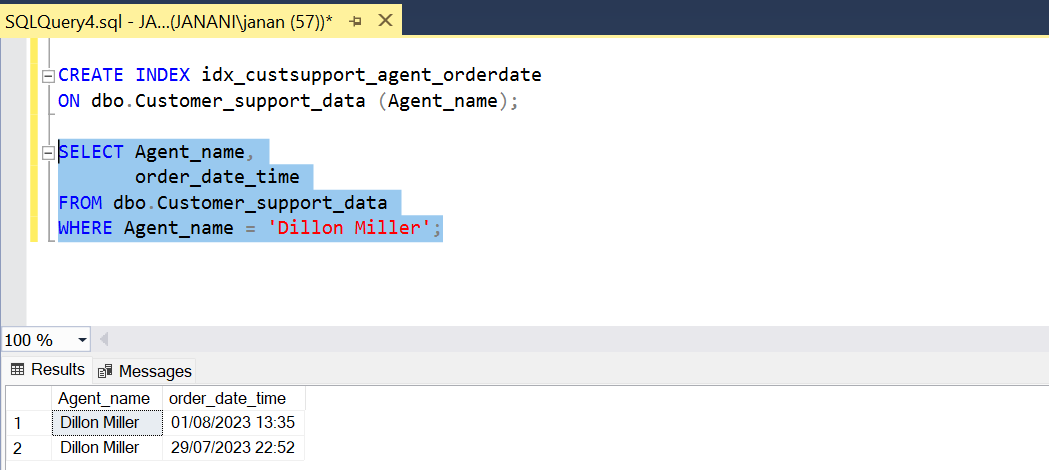 SQLQuery4.sql - JA...(JANANI\janan (57))*
CREATE INDEX idx_custsupport_agent_orderdate
ON dbo.Customer_support_data (Agent_name);
SELECT Agent_name,
order_date_time
FROM dbo.Customer_support_data
WHERE Agent_name = 'Dillon Miller';
100 %
Results Messages
Agent_name order_date_time
1 Dillon Miller 01/08/2023 13:35
2 Dillon Miller 29/07/2023 22:52